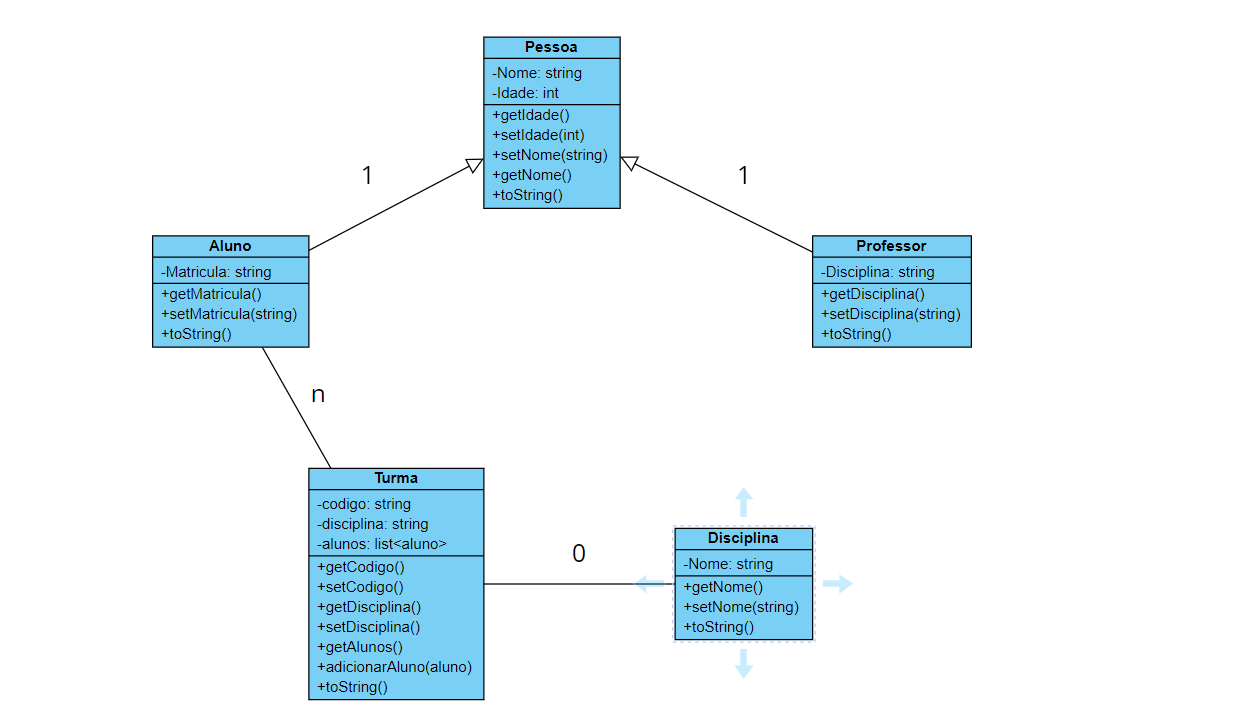 Pessoa
-Nome: string
-Idade: int
+getIdade()
+setIdade(int)
+setNome(string)
+getNome()
+toString()
1
1
Aluno
-Matricula: string
+getMatricula()
+setMatricula(string)
+toString()
Professor
-Disciplina: string
+getDisciplina()
+setDisciplina(string)
+toString()
n
Turma
-codigo: string
-disciplina: string
-alunos: list<aluno>
+getCodigo()
+setCodigo()
+getDisciplina()
+setDisciplina()
+getAlunos()
+adicionarAluno(aluno)
+toString()
0
Disciplina
-Nome: string
+getNome()
+setNome(string)
+toString()